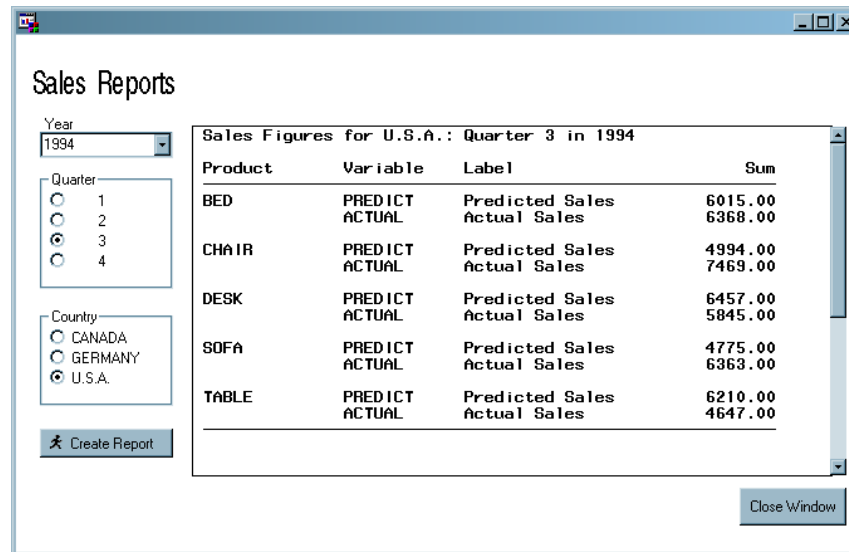 Sales Reports
Year
1994
Quarter
1
2
3
4
Country
CANADA
GERMANY
U.S.A.
Create Report
Sales Figures for U.S.A.: Quarter 3 in 1994
Product Variable Label Sum
BED PREDICT Predicted Sales 6015.00
ACTUAL Actual Sales 6368.00
CHAIR PREDICT Predicted Sales 4994.00
ACTUAL Actual Sales 7469.00
DESK PREDICT Predicted Sales 6457.00
ACTUAL Actual Sales 5845.00
SOFA PREDICT Predicted Sales 4775.00
ACTUAL Actual Sales 6363.00
TABLE PREDICT Predicted Sales 6210.00
ACTUAL Actual Sales 4647.00
Close Window